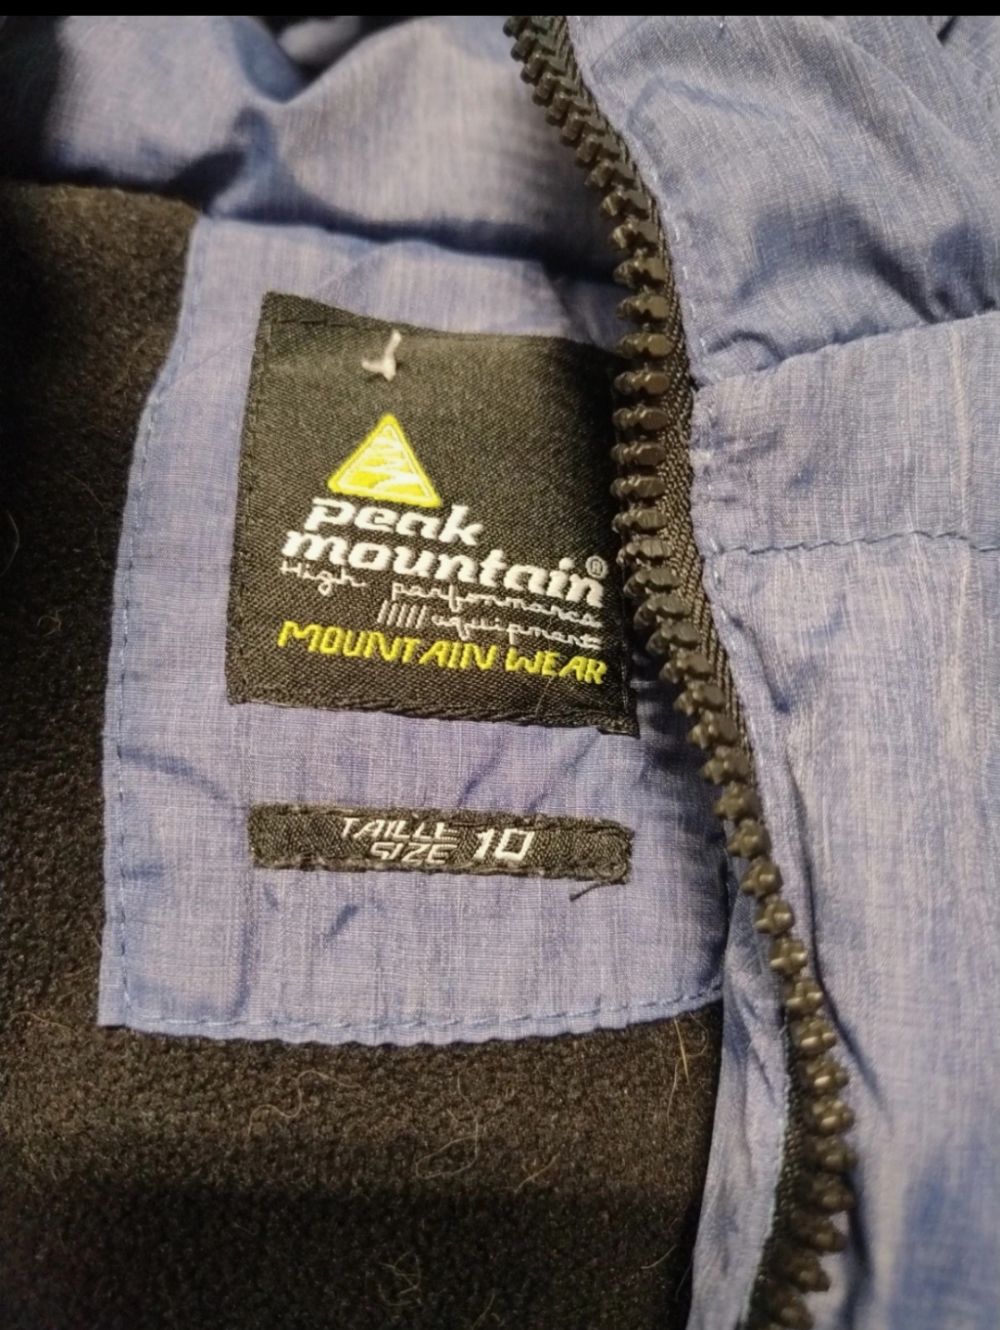 peak
mountain®
High performance
///// equipment
MOUNTAIN WEAR
TAILLE
SIZE 10